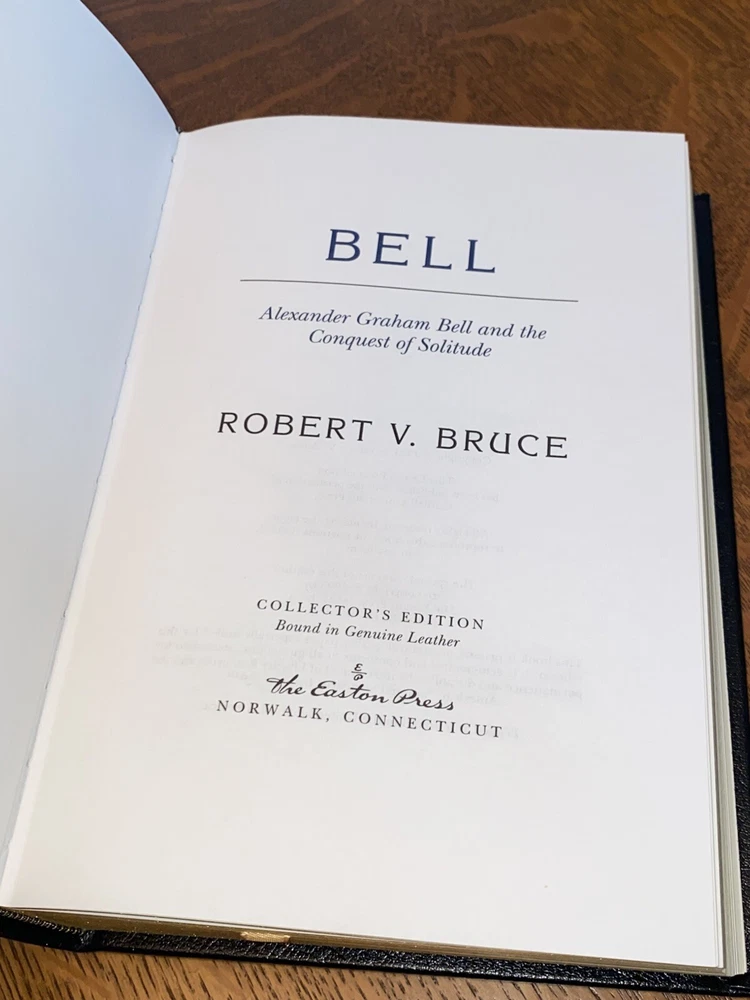 BELL
Alexander Graham Bell and the
Conquest of Solitude
ROBERT V. BRUCE
COLLECTOR'S EDITION
Bound in Genuine Leather
E
P
The Easton Press
NORWALK, CONNECTICUT